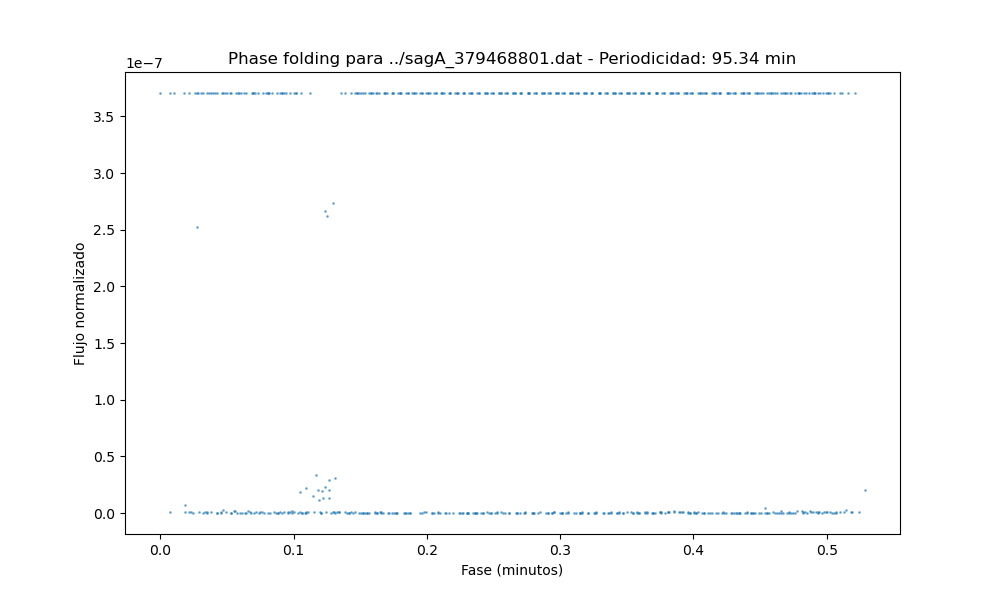 Phase folding para ../sagA_379468801.dat - Periodicidad: 95.34 min
1e−7
3.5
3.0
2.5
2.0
1.5
1.0
0.5
0.0
Flujo normalizado
0.0 0.1 0.2 0.3 0.4 0.5
Fase (minutos)